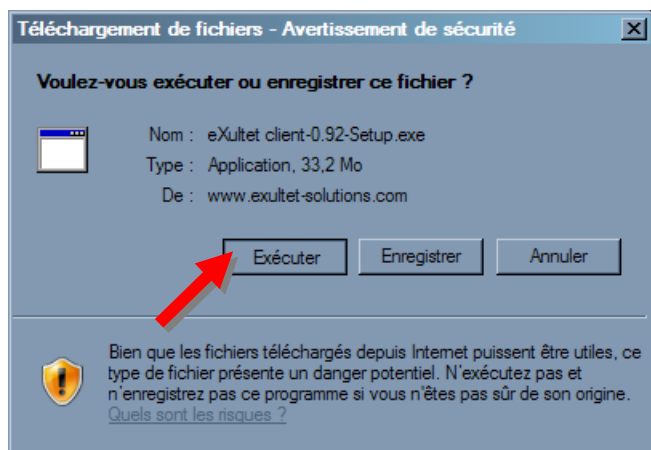 Téléchargement de fichiers - Avertissement de sécurité
Voulez-vous exécuter ou enregistrer ce fichier ?
Nom : eXultet client-0.92-Setup.exe
Type : Application, 33,2 Mo
De : www.exultet-solutions.com
Exécuter Enregistrer Annuler
Bien que les fichiers téléchargés depuis Internet puissent être utiles, ce
type de fichier présente un danger potentiel. N'exécutez pas et
n'enregistrez pas ce programme si vous n'êtes pas sûr de son origine.
Quels sont les risques ?